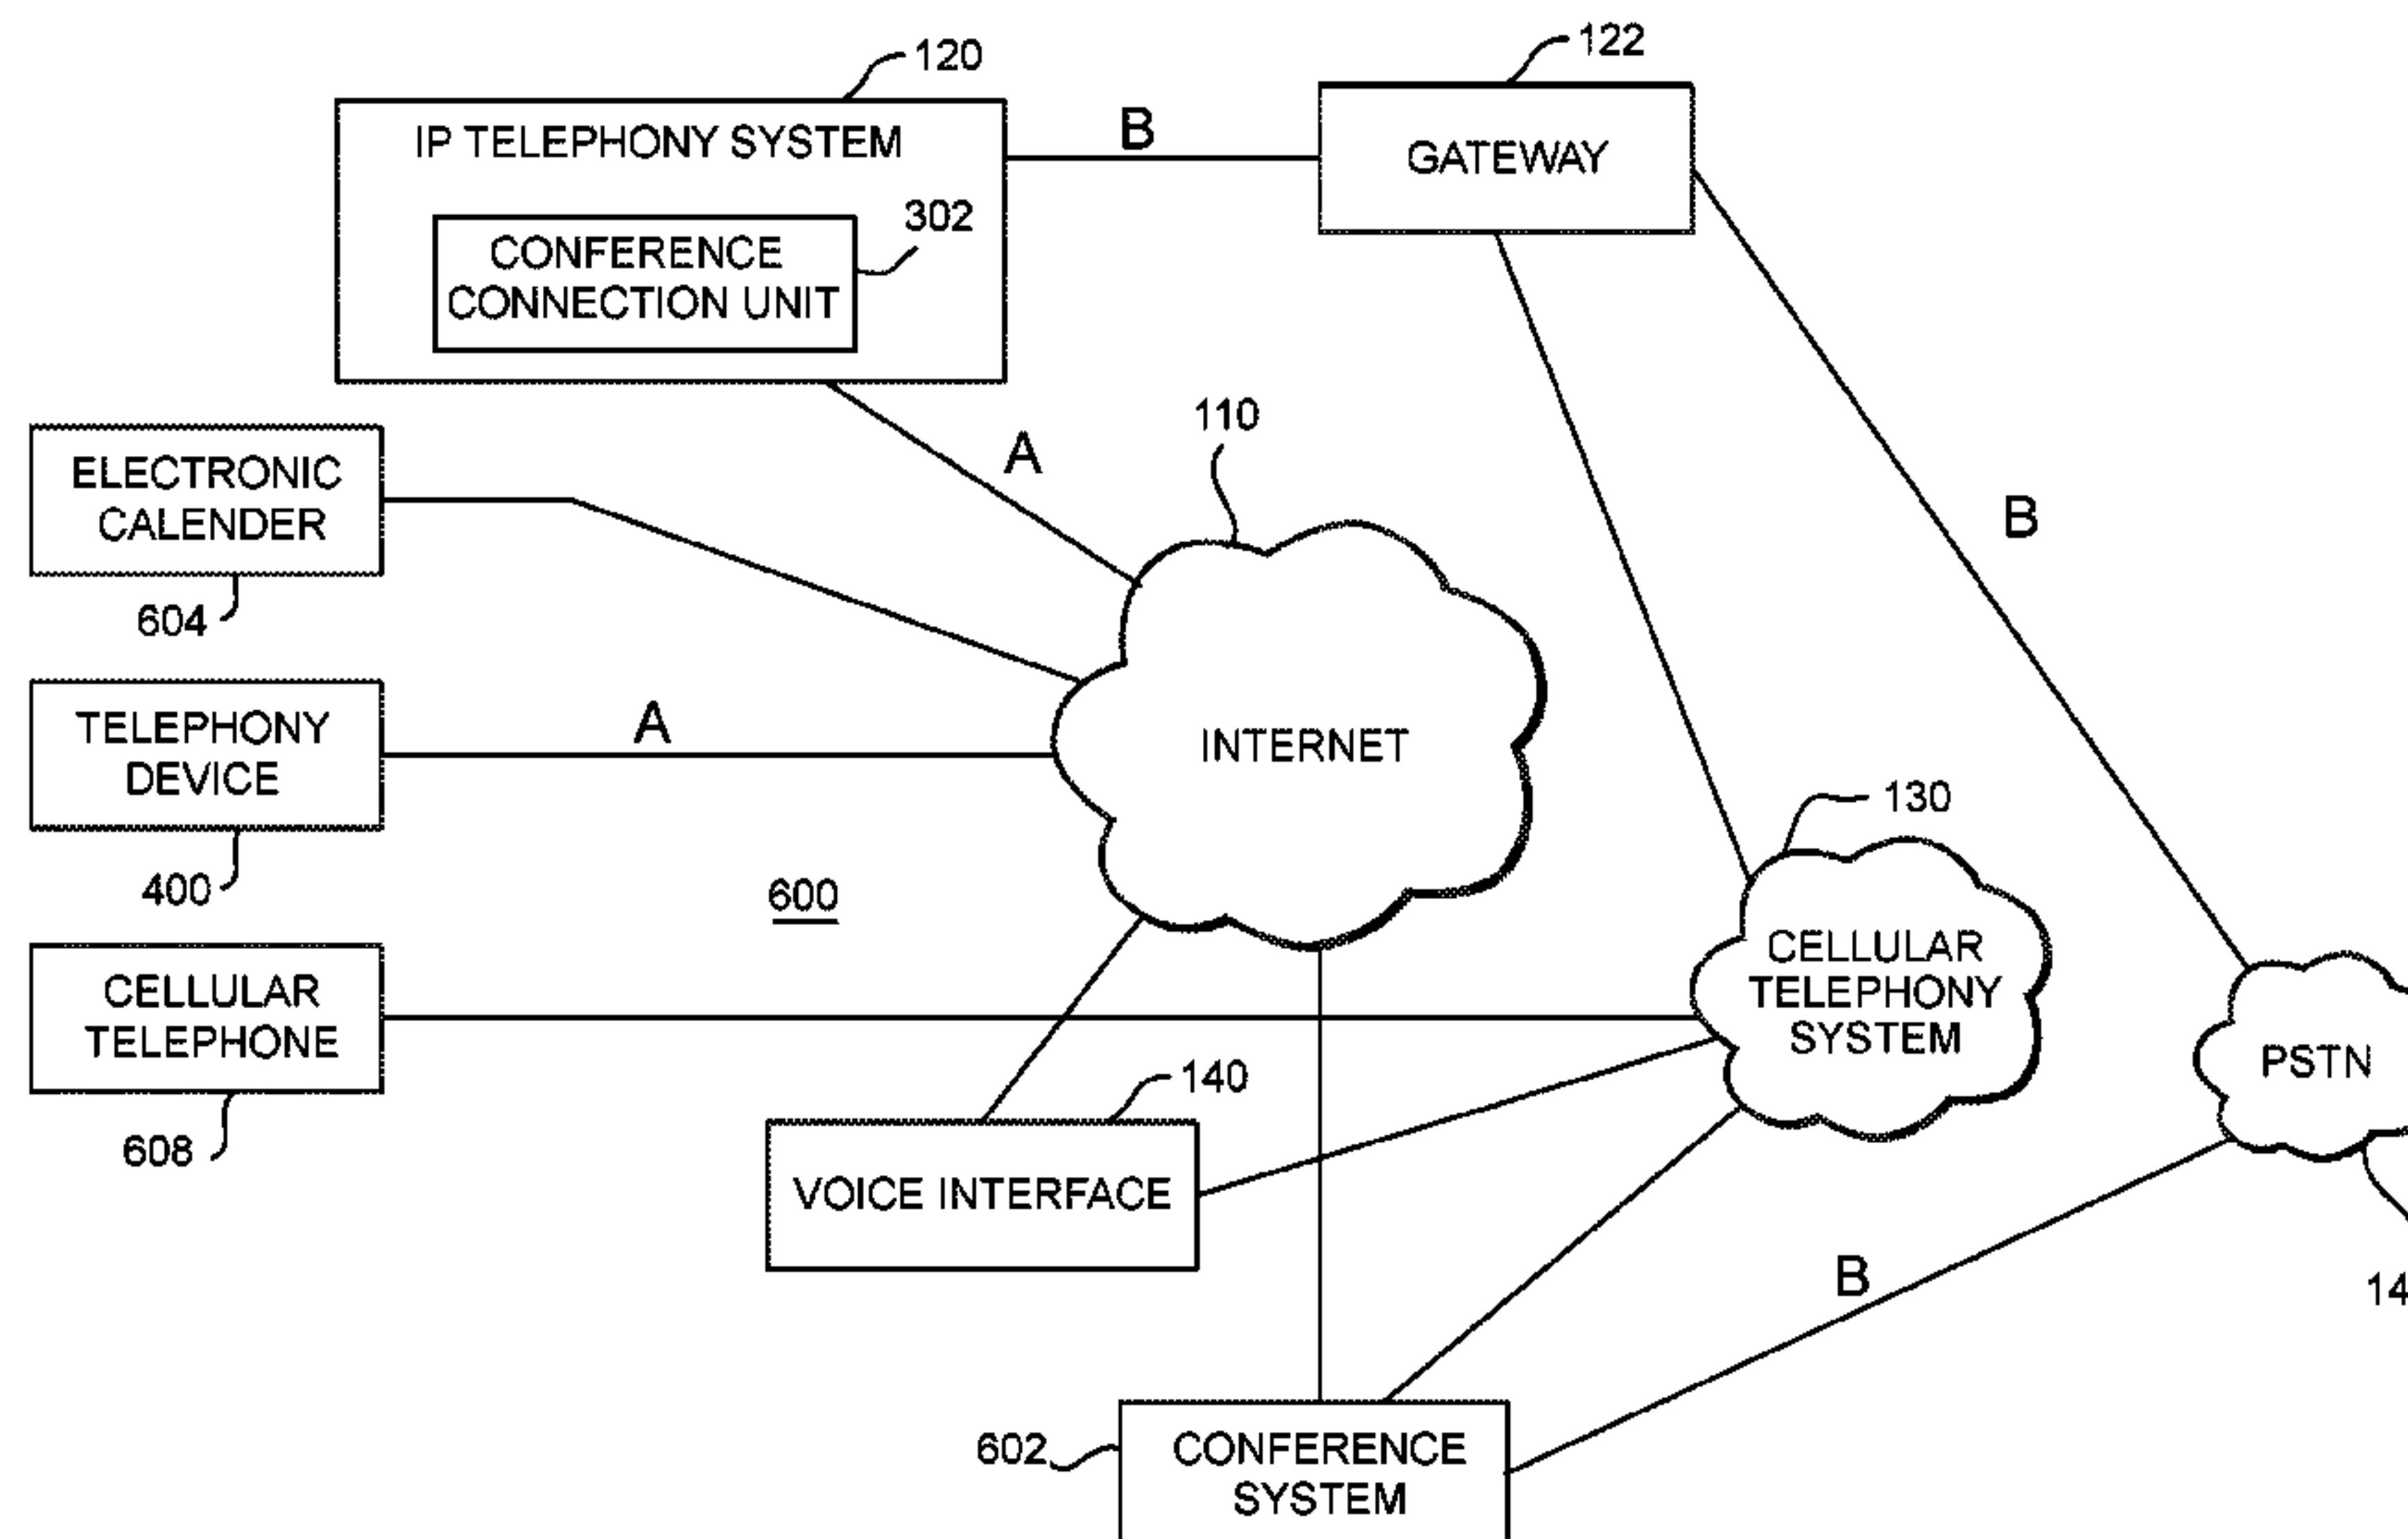 120
122
IP TELEPHONY SYSTEM
B
GATEWAY
302
CONFERENCE
CONNECTION UNIT
110
A
ELECTRONIC
CALENDER
604
B
TELEPHONY
DEVICE
A
INTERNET
400
600
130
CELLULAR
TELEPHONE
CELLULAR
TELEPHONY
SYSTEM
PSTN
608
140
VOICE INTERFACE
B
14
602
CONFERENCE
SYSTEM